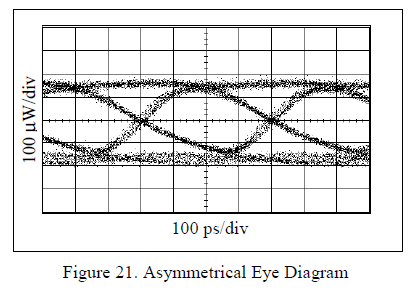 100 µW/div
100 ps/div
Figure 21. Asymmetrical Eye Diagram